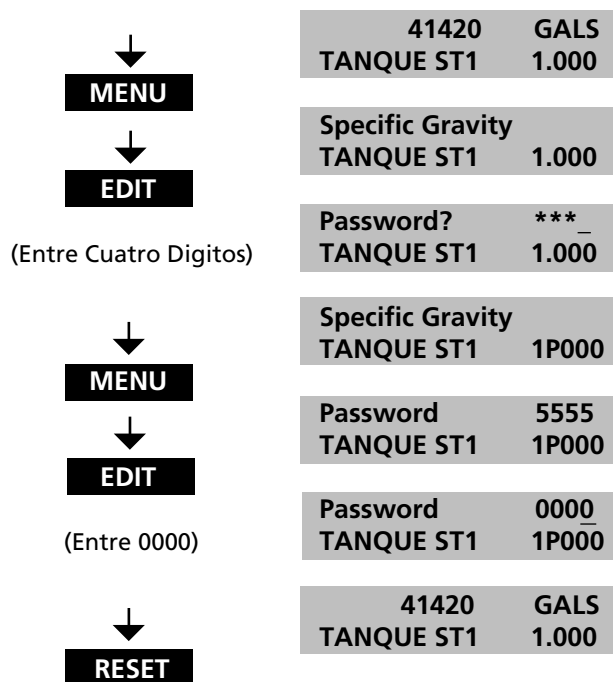 41420 GALS
TANQUE ST1 1.000
MENU
Specific Gravity
TANQUE ST1 1.000
EDIT
Password? ***_
TANQUE ST1 1.000
(Entre Cuatro Digitos)
Specific Gravity
TANQUE ST1 1P000
MENU
Password 5555
TANQUE ST1 1P000
EDIT
Password 0000
TANQUE ST1 1P000
(Entre 0000)
41420 GALS
TANQUE ST1 1.000
RESET